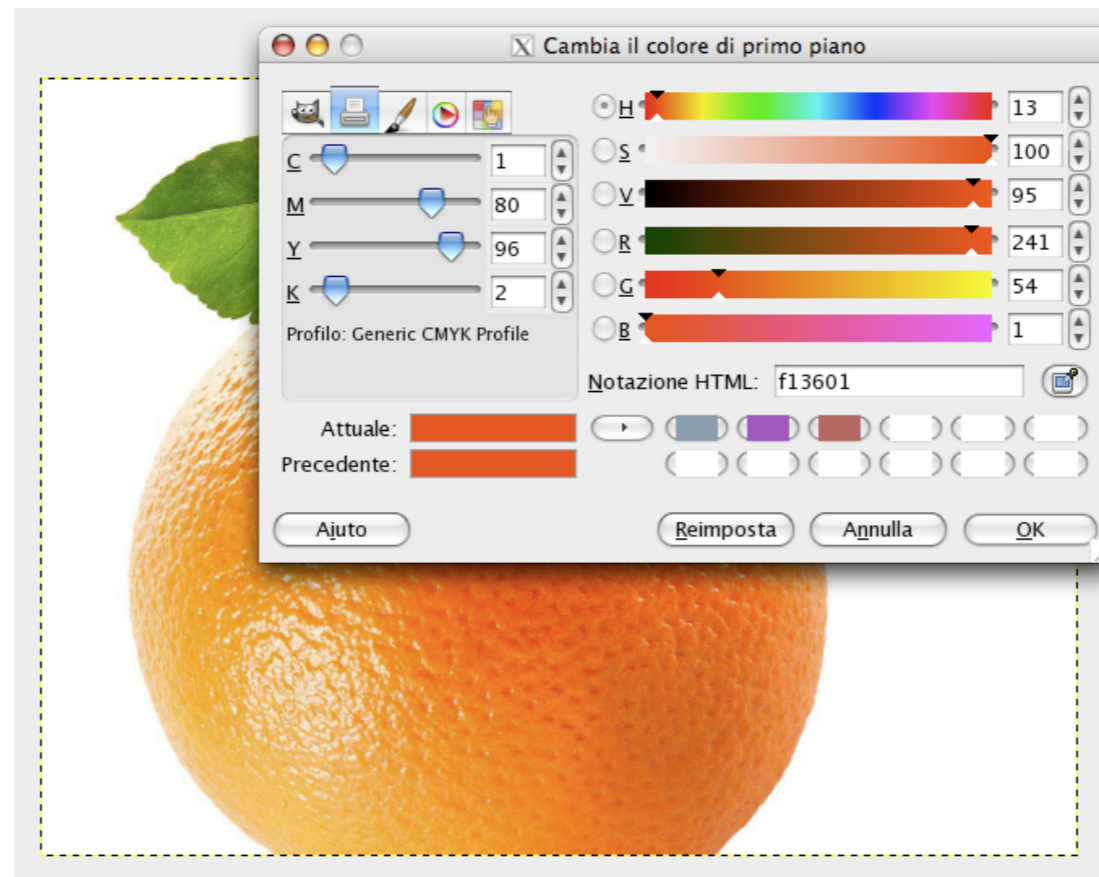 X Cambia il colore di primo piano
C 1
M 80
Y 96
K 2
Profilo: Generic CMYK Profile
H 13
S 100
V 95
R 241
G 54
B 1
Notazione HTML: f13601
Attuale:
Precedente:
Aiuto
Reimposta
Annulla
OK